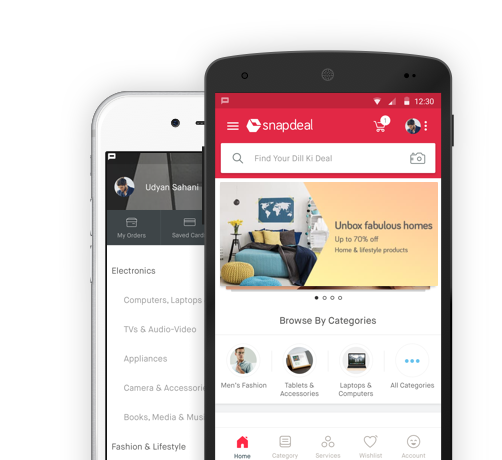 12:30
snapdeal
1
Find Your Dill Ki Deal
Unbox fabulous homes
Up to 70% off
Home & lifestyle products
Browse By Categories
Men's Fashion
Tablets &
Accessories
Laptops &
Computers
All Categories
Home
Category
Services
Wishlist
Account
Udyan Sahani
My Orders
Saved Card
Electronics
Computers, Laptops
TVs & Audio-Video
Appliances
Camera & Accessorie
Books, Media & Mus
Fashion & Lifestyle